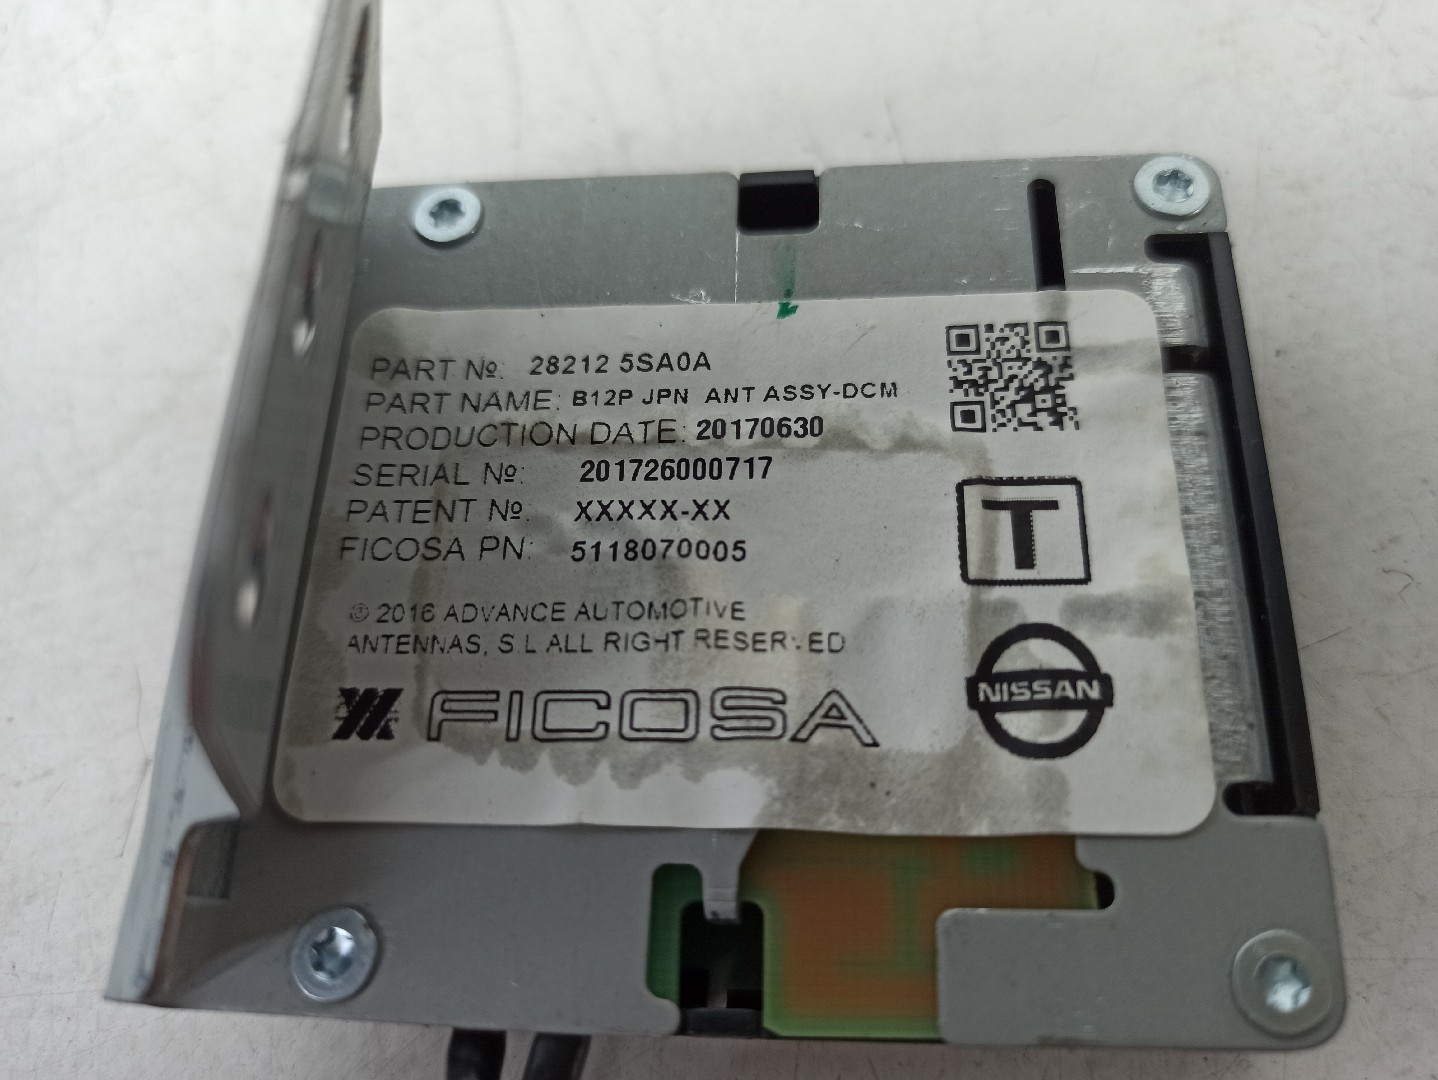 PART Nº: 28212 5SA0A
PART NAME: B12P JPN ANT ASSY-DCM
PRODUCTION DATE: 20170630
SERIAL Nº: 201726000717
PATENT Nº: XXXXX-XX
FICOSA PN: 5118070005
T
© 2016 ADVANCE AUTOMOTIVE
ANTENNAS, S.L ALL RIGHT RESERVED
FICOSA
NISSAN